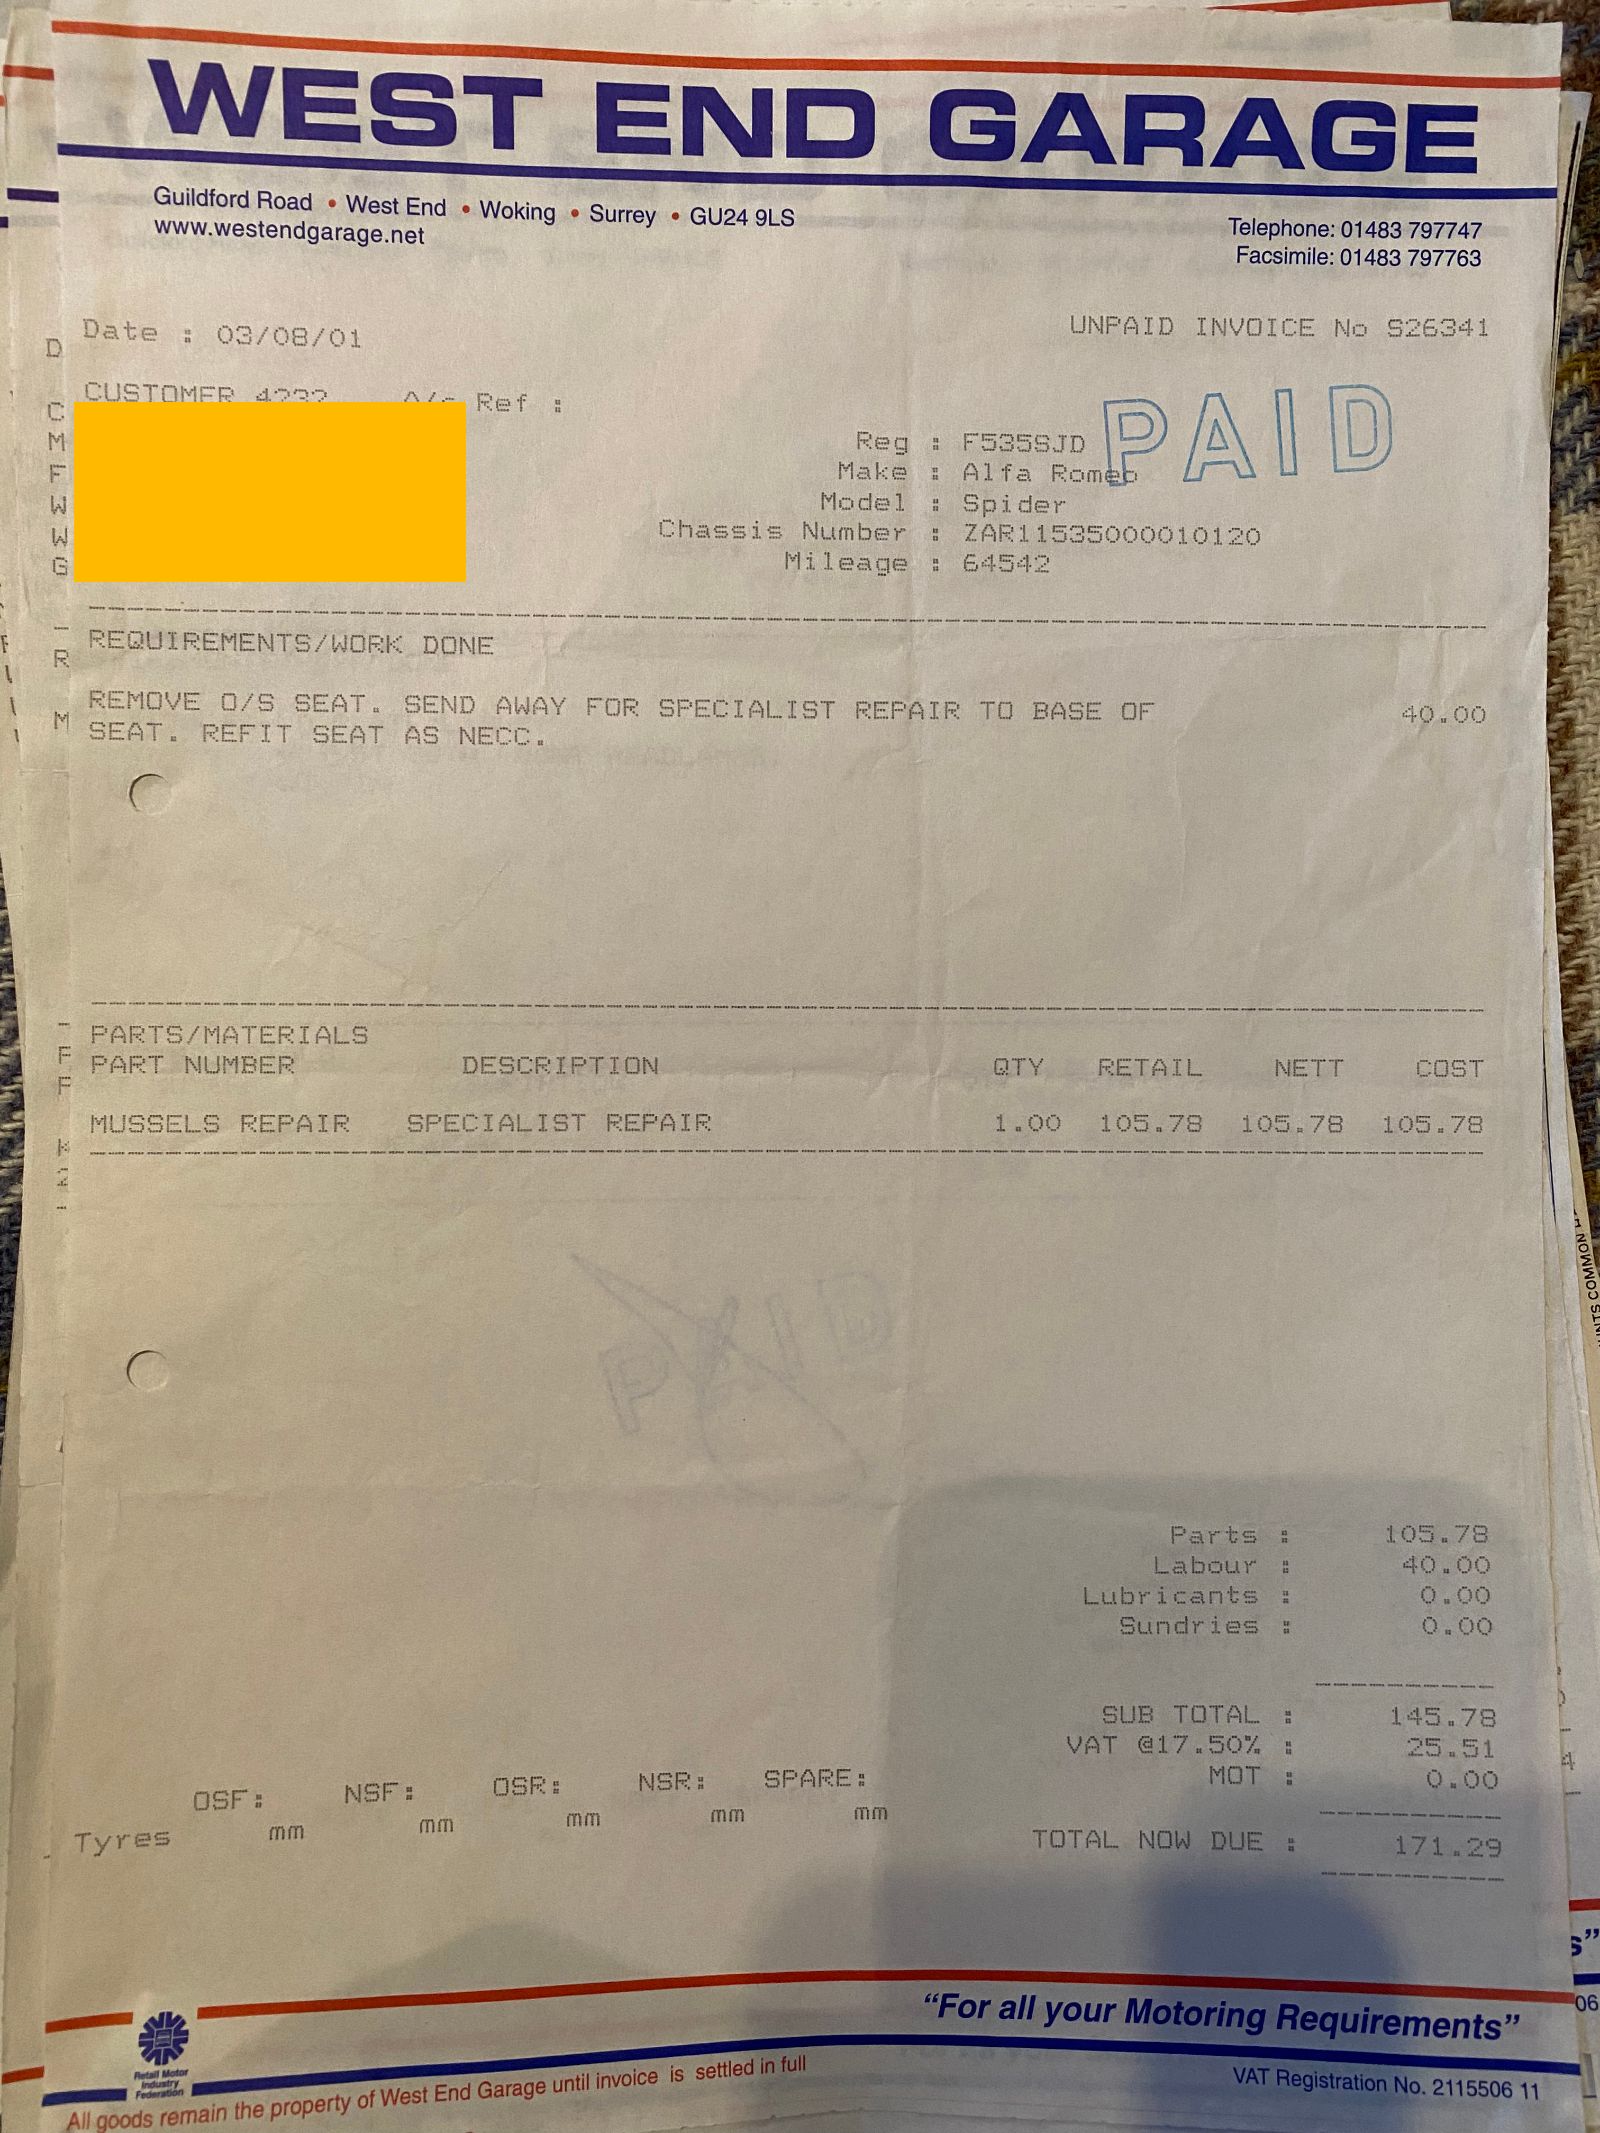 WEST END GARAGE
Guildford Road • West End • Woking • Surrey • GU24 9LS
www.westendgarage.net
Telephone: 01483 797747
Facsimile: 01483 797763
Date : 03/08/01
UNPAID INVOICE No S26341
CUSTOMER 4232 A/c Ref :
PAID
Reg : F535SJD
Make : Alfa Romeo
Model : Spider
Chassis Number : ZAR11535000010120
Mileage : 64542
REQUIREMENTS/WORK DONE
REMOVE O/S SEAT. SEND AWAY FOR SPECIALIST REPAIR TO BASE OF 40.00
SEAT. REFIT SEAT AS NECC.
PARTS/MATERIALS
PART NUMBER DESCRIPTION QTY RETAIL NETT COST
MUSSELS REPAIR SPECIALIST REPAIR 1.00 105.78 105.78 105.78
Parts : 105.78
Labour : 40.00
Lubricants : 0.00
Sundries : 0.00
SUB TOTAL : 145.78
VAT @17.50% : 25.51
MOT : 0.00
OSF: NSF: OSR: NSR: SPARE:
Tyres mm mm mm mm mm
TOTAL NOW DUE : 171.29
“For all your Motoring Requirements”
Retail Motor
Industry
Federation
VAT Registration No. 2115506 11
All goods remain the property of West End Garage until invoice is settled in full